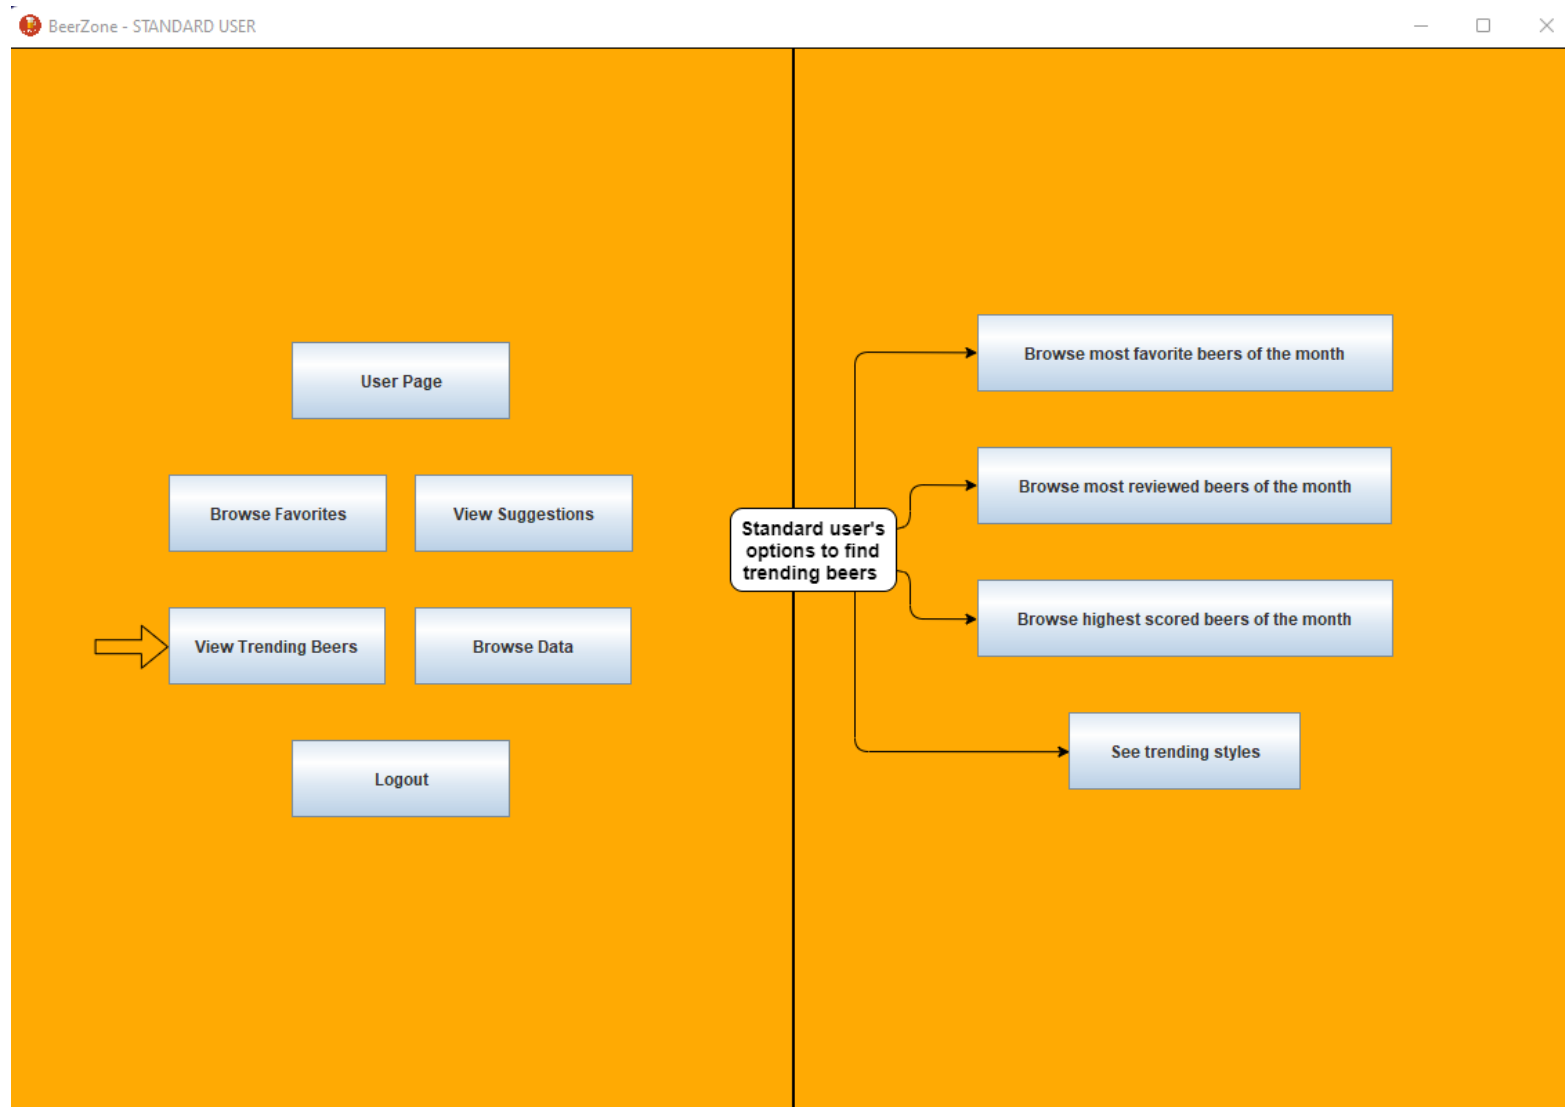 BeerZone - STANDARD USER
User Page
Browse Favorites
View Suggestions
View Trending Beers
Browse Data
Logout
Standard user's
options to find
trending beers
Browse most favorite beers of the month
Browse most reviewed beers of the month
Browse highest scored beers of the month
See trending styles